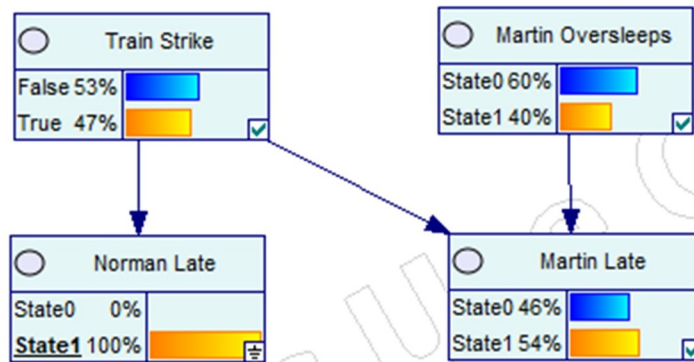 Train Strike
False 53%
True 47%
Martin Oversleeps
State0 60%
State1 40%
Norman Late
State0 0%
State1 100%
Martin Late
State0 46%
State1 54%